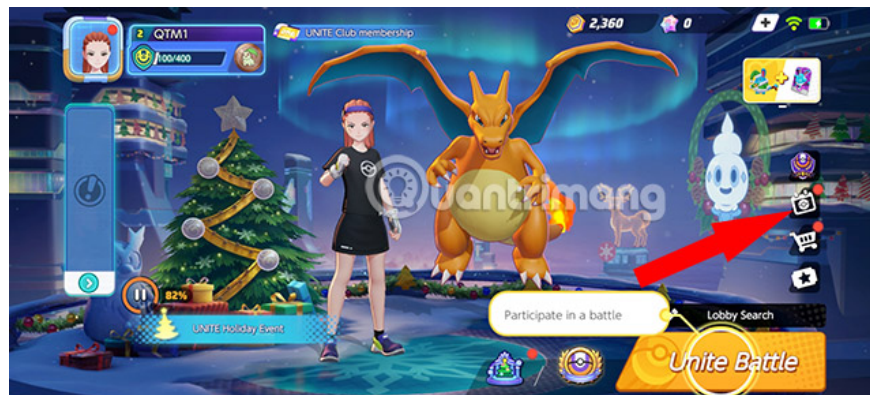 2 QTM1
100/400
UNITE Club membership
2,360
0
Quantrimang
82%
UNITE Holiday Event
Participate in a battle
Lobby Search
Unite Battle